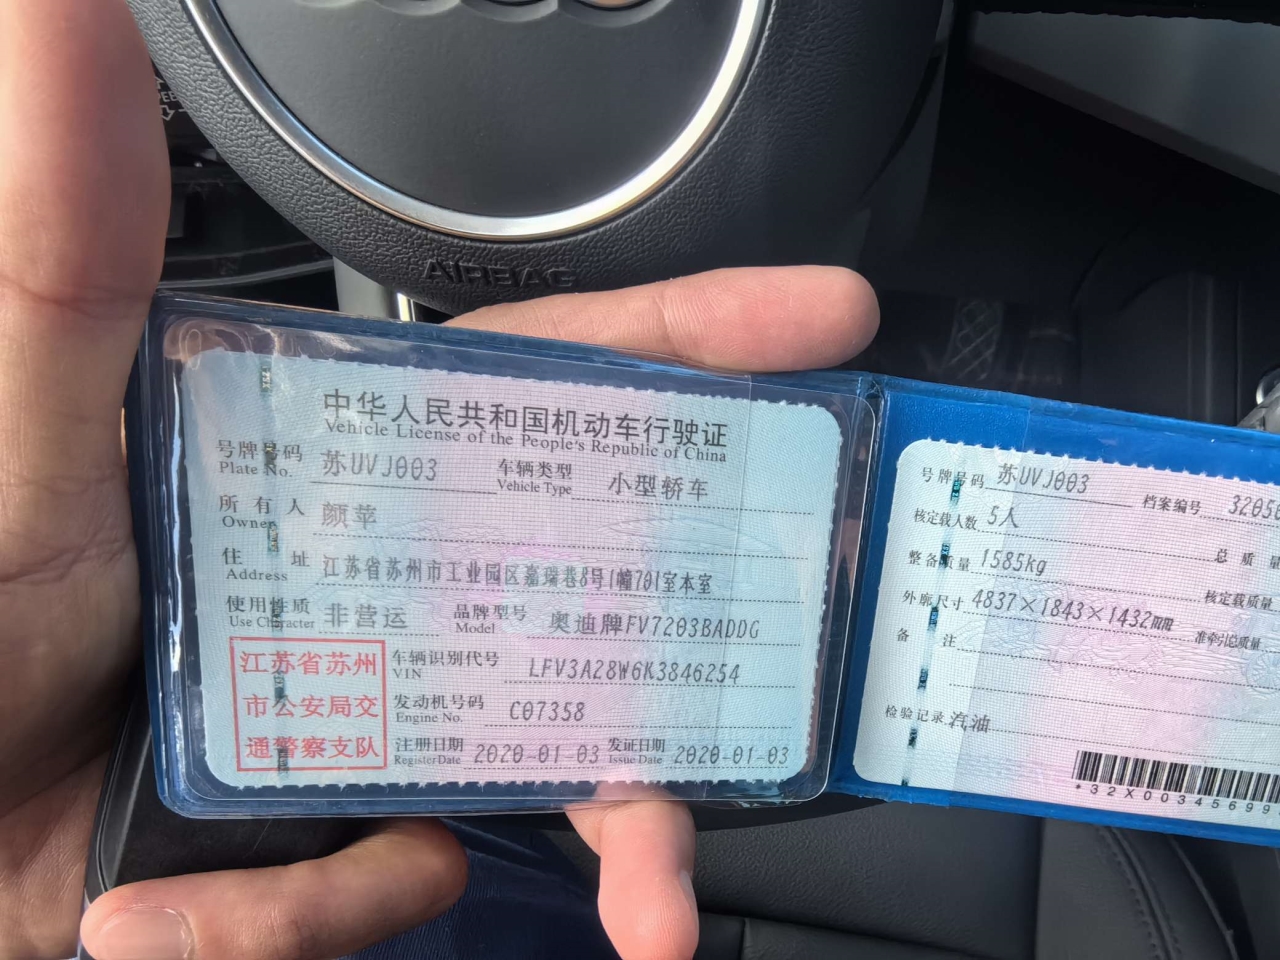 AIRBAG
中华人民共和国机动车行驶证
Vehicle License of the People's Republic of China
号牌号码 苏UVJ003 车辆类型 小型轿车
Plate No. Vehicle Type
所有人 颜苹
Owner
住址 江苏省苏州市工业园区嘉瑞巷8号1幢701室本室
Address
使用性质 非营运 品牌型号 奥迪牌FV7203BADDG
Use Character Model
江苏省苏州
市公安局交
通警察支队
车辆识别代号 LFV3A28W6K3846254
VIN
发动机号码 C07358
Engine No.
注册日期 2020-01-03 发证日期 2020-01-03
Register Date Issue Date
号牌号码 苏UVJ003 档案编号 3205
核定载人数 5人 总质量
整备质量 1585kg 核定载质量
外廓尺寸 4837×1843×1432mm 准牵引总质量
备注
检验记录 汽油
*32X00345699